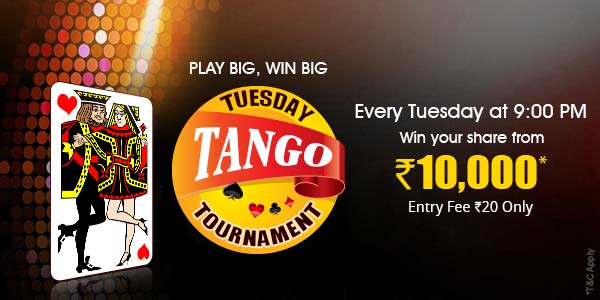 PLAY BIG, WIN BIG
TUESDAY
TANGO
TOURNAMENT
Every Tuesday at 9:00 PM
Win your share from
₹10,000*
Entry Fee ₹20 Only
*T&C Apply